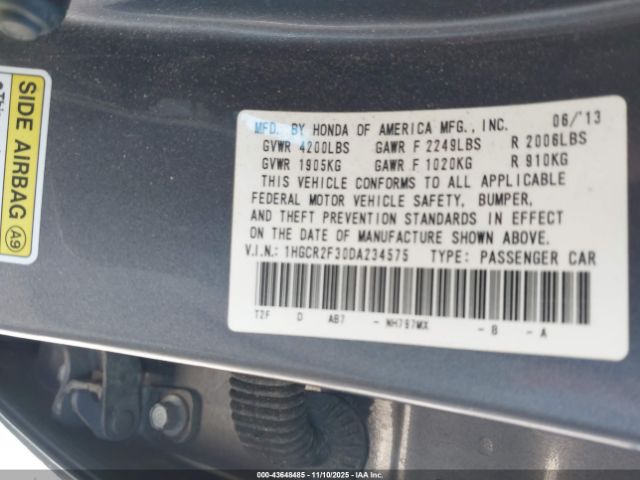 SIDE AIRBAG A9
MFD. BY HONDA OF AMERICA MFG., INC. 06/'13
GVWR 4200LBS GAWR F 2249LBS R 2006LBS
GVWR 1905KG GAWR F 1020KG R 910KG
THIS VEHICLE CONFORMS TO ALL APPLICABLE
FEDERAL MOTOR VEHICLE SAFETY, BUMPER,
AND THEFT PREVENTION STANDARDS IN EFFECT
ON THE DATE OF MANUFACTURE SHOWN ABOVE.
V.I.N.: 1HGCR2F30DA234575 TYPE: PASSENGER CAR
T2F D AB7 - NH797MX - B - A
000-43648485 - 11/10/2025 - IAA Inc.